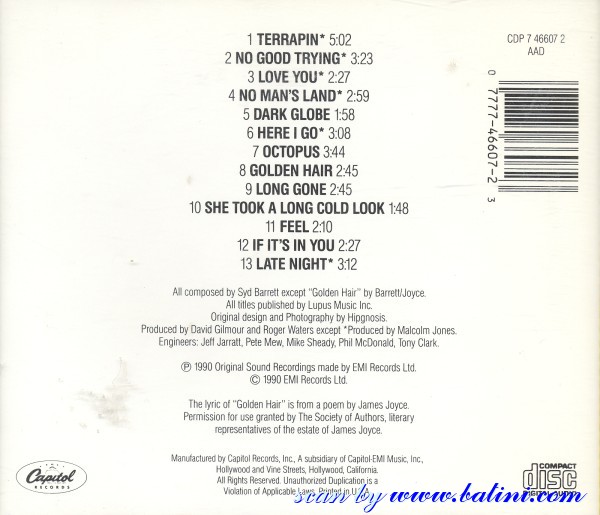 1 TERRAPIN* 5:02
2 NO GOOD TRYING* 3:23
3 LOVE YOU* 2:27
4 NO MAN'S LAND* 2:59
5 DARK GLOBE 1:58
6 HERE I GO* 3:08
7 OCTOPUS 3:44
8 GOLDEN HAIR 2:45
9 LONG GONE 2:45
10 SHE TOOK A LONG COLD LOOK 1:48
11 FEEL 2:10
12 IF IT'S IN YOU 2:27
13 LATE NIGHT* 3:12
CDP 7 46607 2
AAD
0 7777-46607-2 3
All composed by Syd Barrett except "Golden Hair" by Barrett/Joyce.
All titles published by Lupus Music Inc.
Original design and Photography by Hipgnosis.
Produced by David Gilmour and Roger Waters except *Produced by Malcolm Jones.
Engineers: Jeff Jarratt, Pete Mew, Mike Sheady, Phil McDonald, Tony Clark.
℗ 1990 Original Sound Recordings made by EMI Records Ltd.
© 1990 EMI Records Ltd.
The lyric of "Golden Hair" is from a poem by James Joyce.
Permission for use granted by The Society of Authors, literary
representatives of the estate of James Joyce.
Manufactured by Capitol Records, Inc., A subsidiary of Capitol-EMI Music, Inc.,
Hollywood and Vine Streets, Hollywood, California.
All Rights Reserved. Unauthorized Duplication is a
Violation of Applicable Laws. Printed in U.S.A.
Capitol
RECORDS
COMPACT
disc
DIGITAL AUDIO
scan by www.batini.com